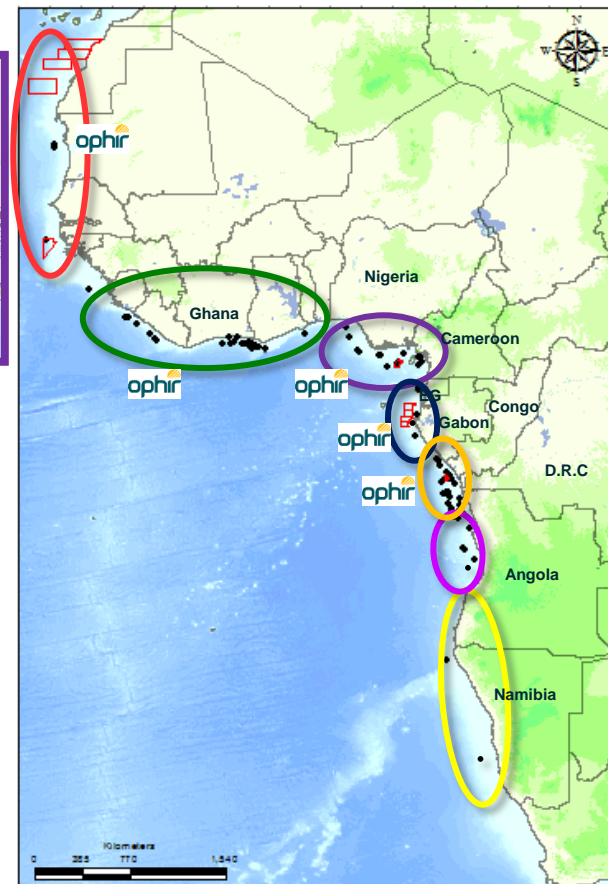 N
W E
S
ophir
Nigeria
Ghana
Cameroon
ophir
ophir
EG
Congo
Gabon
ophir
D.R.C
ophir
Angola
Namibia
Kilometers
0 385 770 1,540